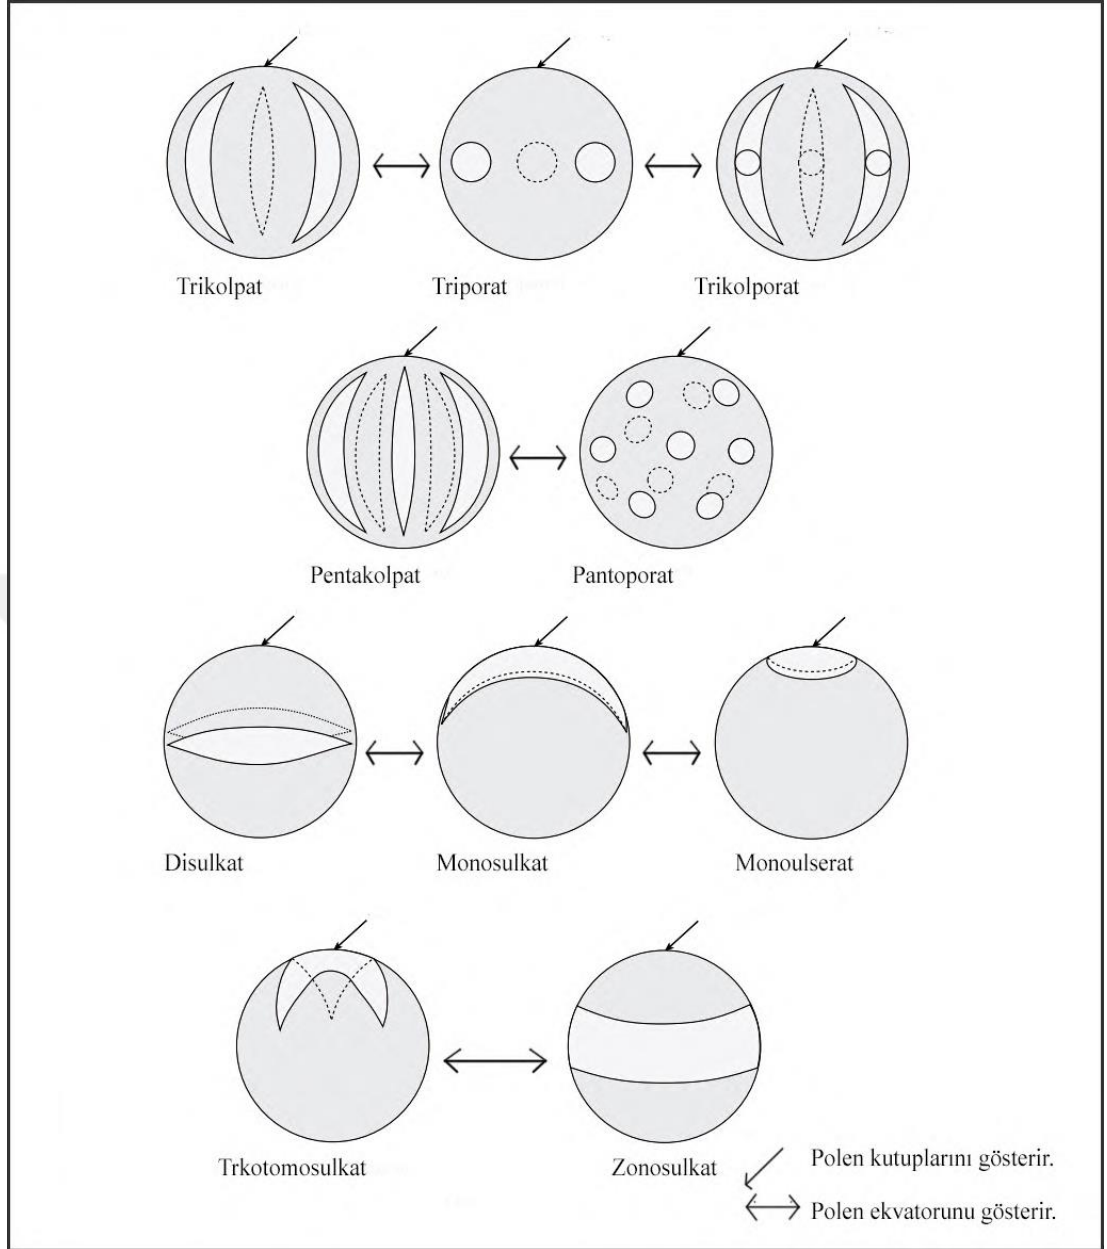 Trikolpat Triporat Trikolporat
Pentakolpat Pantoporat
Disulkat Monosulkat Monoulserat
Trkotomosulkat Zonosulkat
Polen kutuplarını gösterir.
Polen ekvatorunu gösterir.